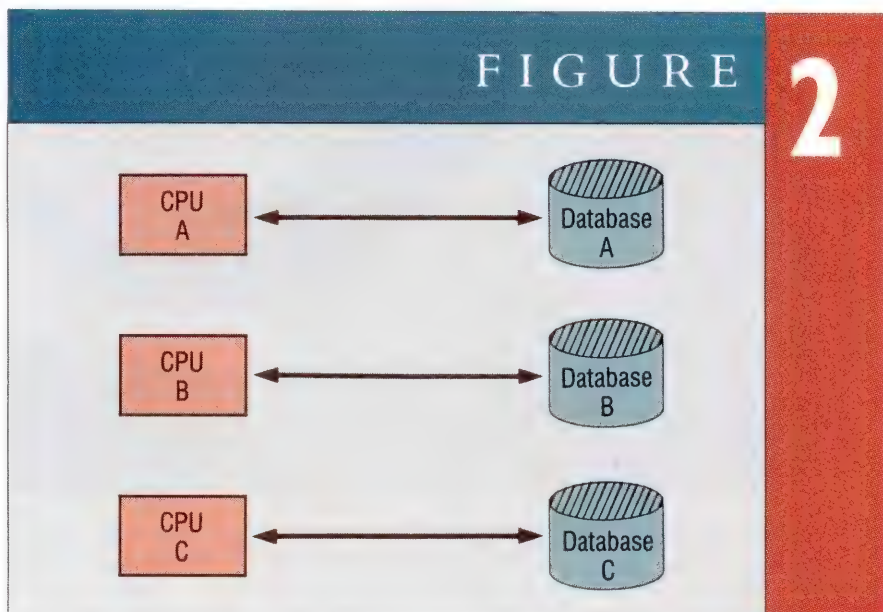 FIGURE 2
CPU
A
Database
A
CPU
B
Database
B
CPU
C
Database
C